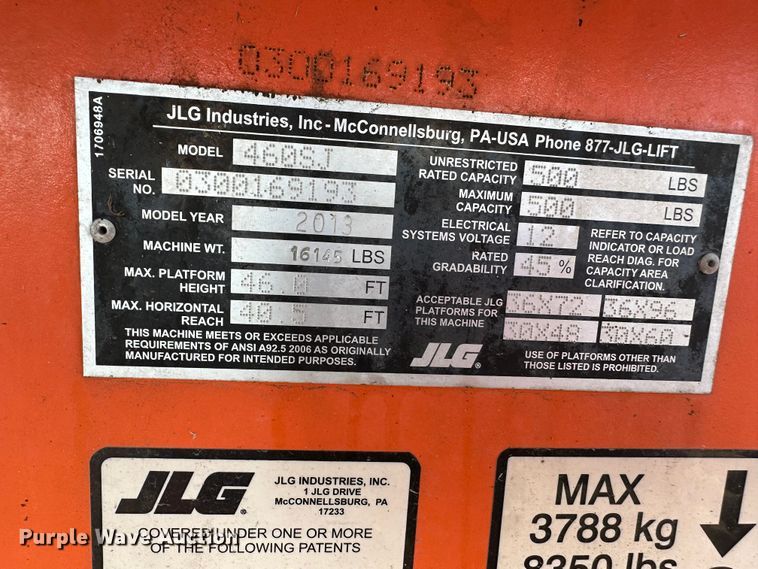 0300169193
1706948A
JLG Industries, Inc - McConnellsburg, PA-USA Phone 877-JLG-LIFT
MODEL 460SJ
SERIAL NO. 0300169193
MODEL YEAR 2013
MACHINE WT. 16145 LBS
MAX. PLATFORM HEIGHT 46.0 FT
MAX. HORIZONTAL REACH 40.5 FT
THIS MACHINE MEETS OR EXCEEDS APPLICABLE
REQUIREMENTS OF ANSI A92.5 2006 AS ORIGINALLY
MANUFACTURED FOR INTENDED PURPOSES.
UNRESTRICTED RATED CAPACITY 500 LBS
MAXIMUM CAPACITY 500 LBS
ELECTRICAL SYSTEMS VOLTAGE 12
RATED GRADABILITY 45 %
REFER TO CAPACITY
INDICATOR OR LOAD
REACH DIAG. FOR
CAPACITY AREA
CLARIFICATION.
ACCEPTABLE JLG
PLATFORMS FOR
THIS MACHINE
36X72 36X96
30X48 30X60
JLG
USE OF PLATFORMS OTHER THAN
THOSE LISTED IS PROHIBITED.
JLG
JLG INDUSTRIES, INC.
1 JLG DRIVE
McCONNELLSBURG, PA
17233
COVERED UNDER ONE OR MORE
OF THE FOLLOWING PATENTS
MAX
3788 kg
8350 lbs
Purple Wave Auction